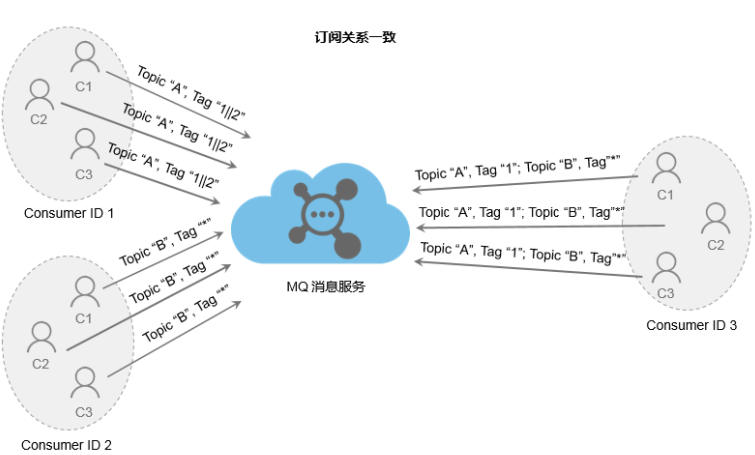 订阅关系一致
C1
C2
C3
Topic “A”, Tag “1||2”
Topic “A”, Tag “1||2”
Topic “A”, Tag “1||2”
Consumer ID 1
Topic “B”, Tag “*”
Topic “B”, Tag “*”
Topic “B”, Tag “*”
C1
C2
C3
Consumer ID 2
MQ 消息服务
Topic “A”, Tag “1”; Topic “B”, Tag”*”
Topic “A”, Tag “1”; Topic “B”, Tag”*”
Topic “A”, Tag “1”; Topic “B”, Tag”*”
C1
C2
C3
Consumer ID 3